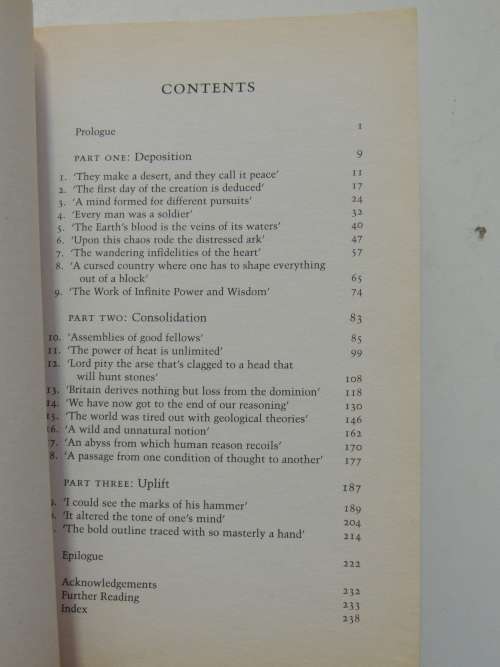 CONTENTS
Prologue 1
PART ONE: Deposition 9
1. ‘They make a desert, and they call it peace’ 11
2. ‘The first day of the creation is deduced’ 17
3. ‘A mind formed for different pursuits’ 24
4. ‘Every man was a soldier’ 32
5. ‘The Earth’s blood is the veins of its waters’ 40
6. ‘Upon this chaos rode the distressed ark’ 47
7. ‘The wandering infidelities of the heart’ 57
8. ‘A cursed country where one has to shape everything
out of a block’ 65
9. ‘The Work of Infinite Power and Wisdom’ 74
PART TWO: Consolidation 83
10. ‘Assemblies of good fellows’ 85
11. ‘The power of heat is unlimited’ 99
12. ‘Lord pity the arse that’s clagged to a head that
will hunt stones’ 108
13. ‘Britain derives nothing but loss from the dominion’ 118
14. ‘We have now got to the end of our reasoning’ 130
15. ‘The world was tired out with geological theories’ 146
16. ‘A wild and unnatural notion’ 162
7. ‘An abyss from which human reason recoils’ 170
8. ‘A passage from one condition of thought to another’ 177
PART THREE: Uplift 187
‘I could see the marks of his hammer’ 189
‘It altered the tone of one’s mind’ 204
‘The bold outline traced with so masterly a hand’ 214
Epilogue 222
Acknowledgements 232
Further Reading 233
Index 238